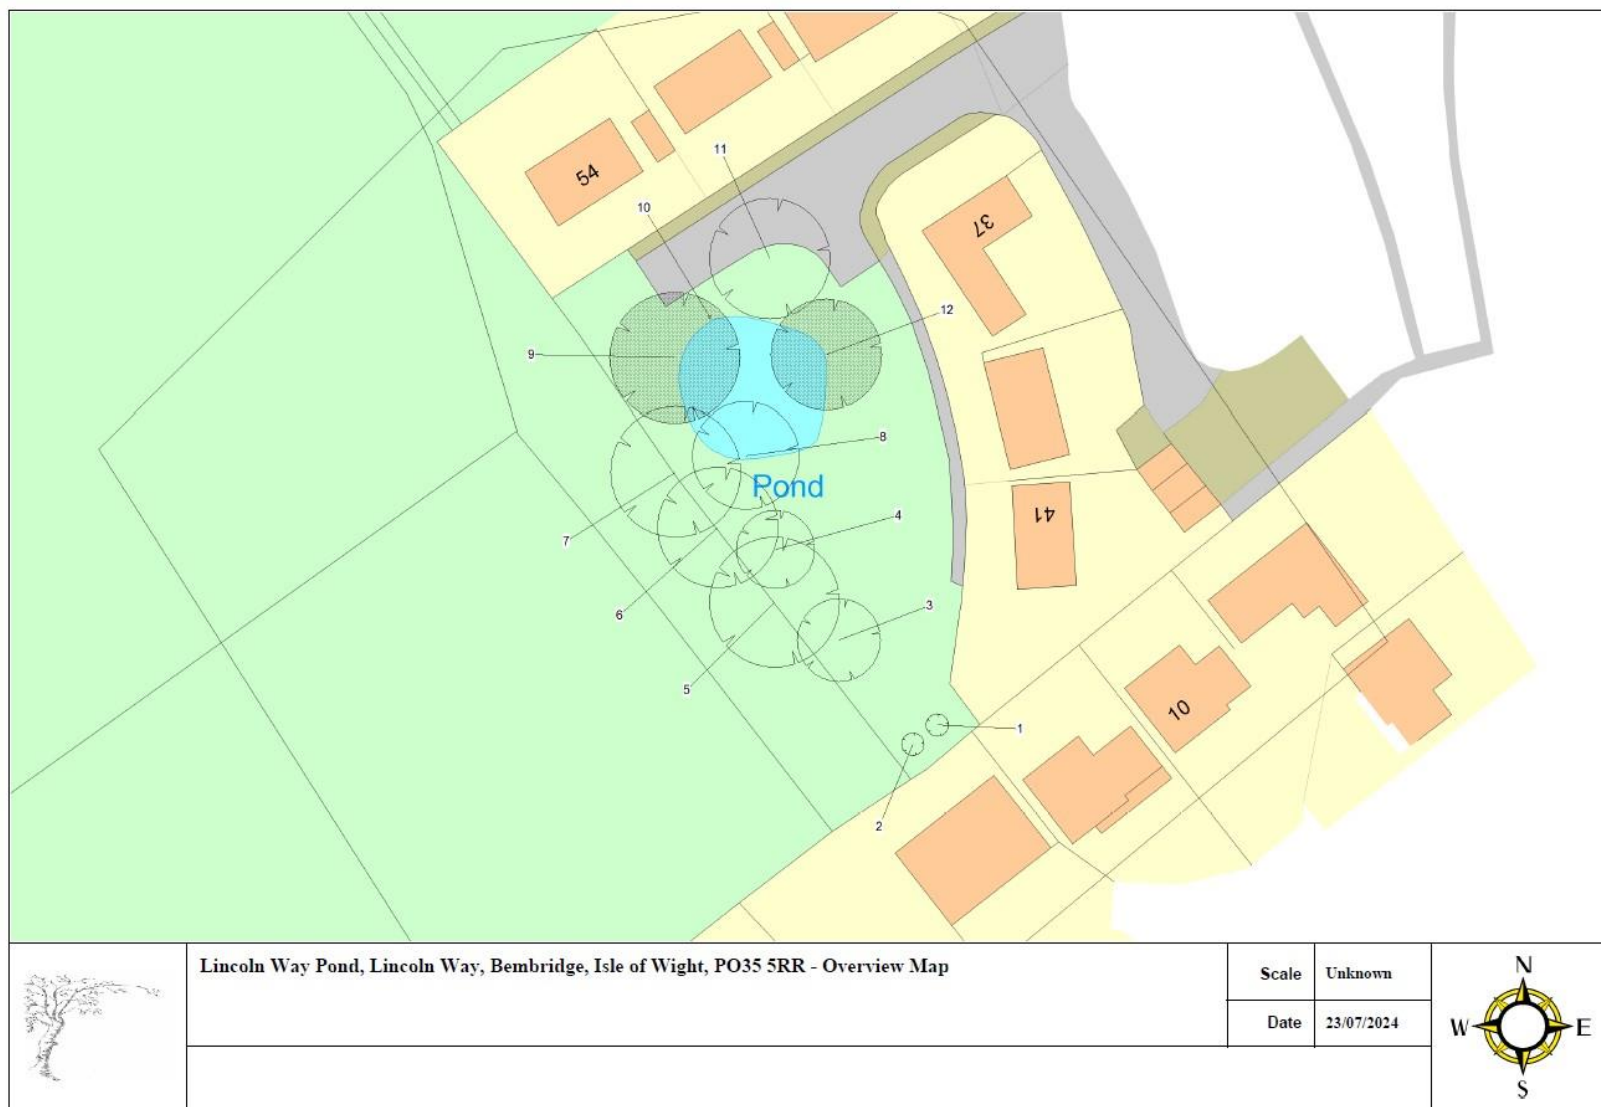 54
11
10
37
12
9
8
Pond
41
4
7
6
3
5
10
1
2
Lincoln Way Pond, Lincoln Way, Bembridge, Isle of Wight, PO35 5RR - Overview Map
Scale Unknown
Date 23/07/2024
N
W E
S